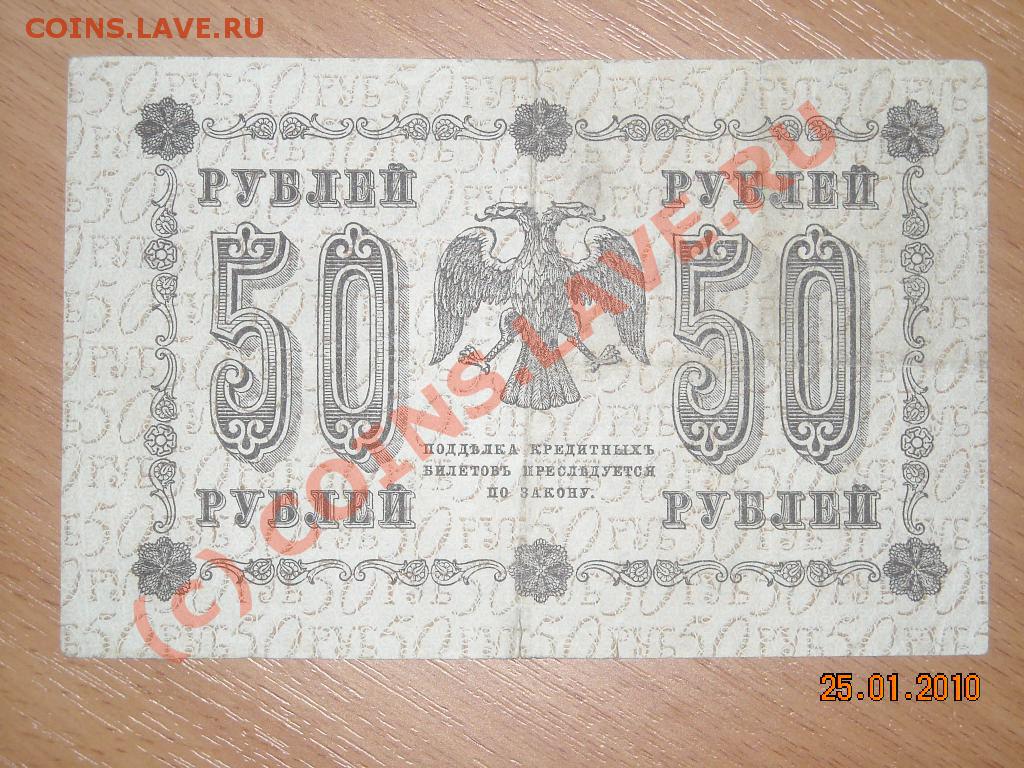 COINS.LAVE.RU
РУБЛЕЙ РУБЛЕЙ
50 50
ПОДДѢЛКА КРЕДИТНЫХЪ
БИЛЕТОВЪ ПРЕСЛѢДУЕТСЯ
ПО ЗАКОНУ.
РУБЛЕЙ РУБЛЕЙ
(c) COINS.LAVE.RU
25.01.2010